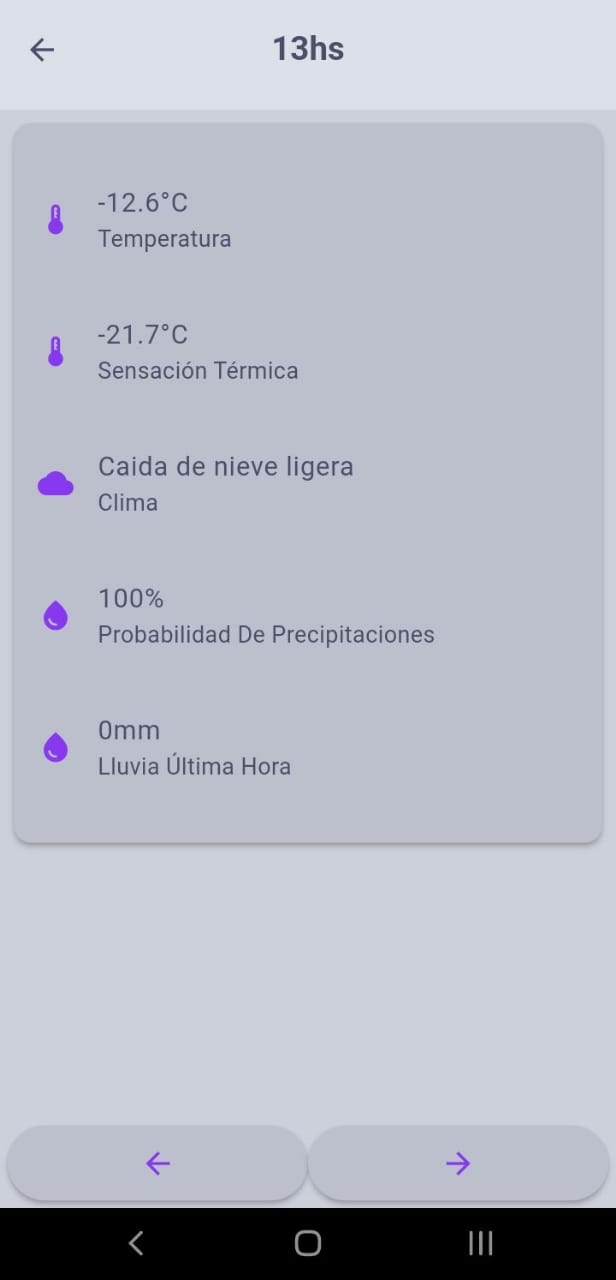 13hs
-12.6°C
Temperatura
-21.7°C
Sensación Térmica
Caida de nieve ligera
Clima
100%
Probabilidad De Precipitaciones
0mm
Lluvia Última Hora